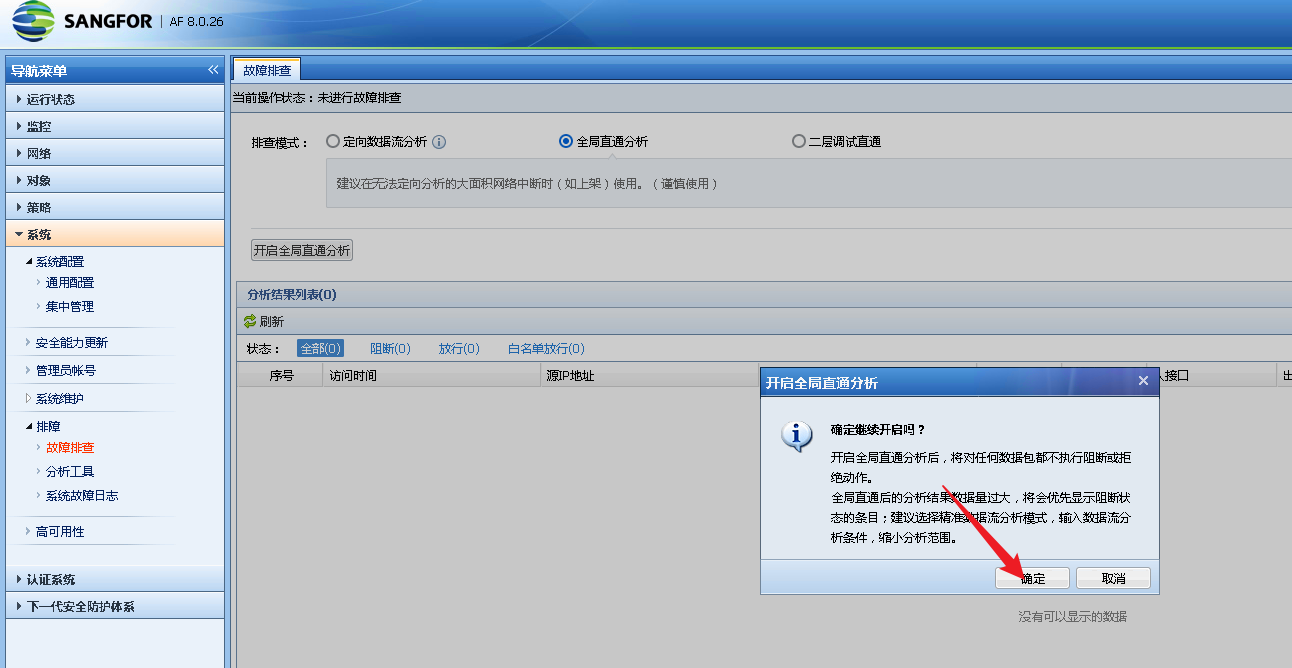 SANGFOR | AF 8.0.26
导航菜单
运行状态
监控
网络
对象
策略
系统
系统配置
通用配置
集中管理
安全能力更新
管理员帐号
系统维护
排障
故障排查
分析工具
系统故障日志
高可用性
认证系统
下一代安全防护体系
故障排查
当前操作状态：未进行故障排查
排查模式： 定向数据流分析 全局直通分析 二层调试直通
建议在无法定向分析的大面积网络中断时（如上架）使用。（谨慎使用）
开启全局直通分析
分析结果列表(0)
刷新
状态： 全部(0) 阻断(0) 放行(0) 白名单放行(0)
序号 访问时间 源IP地址 接口
开启全局直通分析
确定继续开启吗？
开启全局直通分析后，将对任何数据包都不执行阻断或拒
绝动作。
全局直通后的分析结果数据量过大，将会优先显示阻断状
态的条目；建议选择精准数据流分析模式，输入数据流分
析条件，缩小分析范围。
确定 取消
没有可以显示的数据